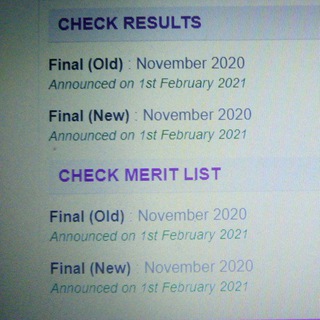 CHECK RESULTS
Final (Old) : November 2020
Announced on 1st February 2021
Final (New) : November 2020
Announced on 1st February 2021
CHECK MERIT LIST
Final (Old) : November 2020
Announced on 1st February 2021
Final (New) : November 2020
Announced on 1st February 2021